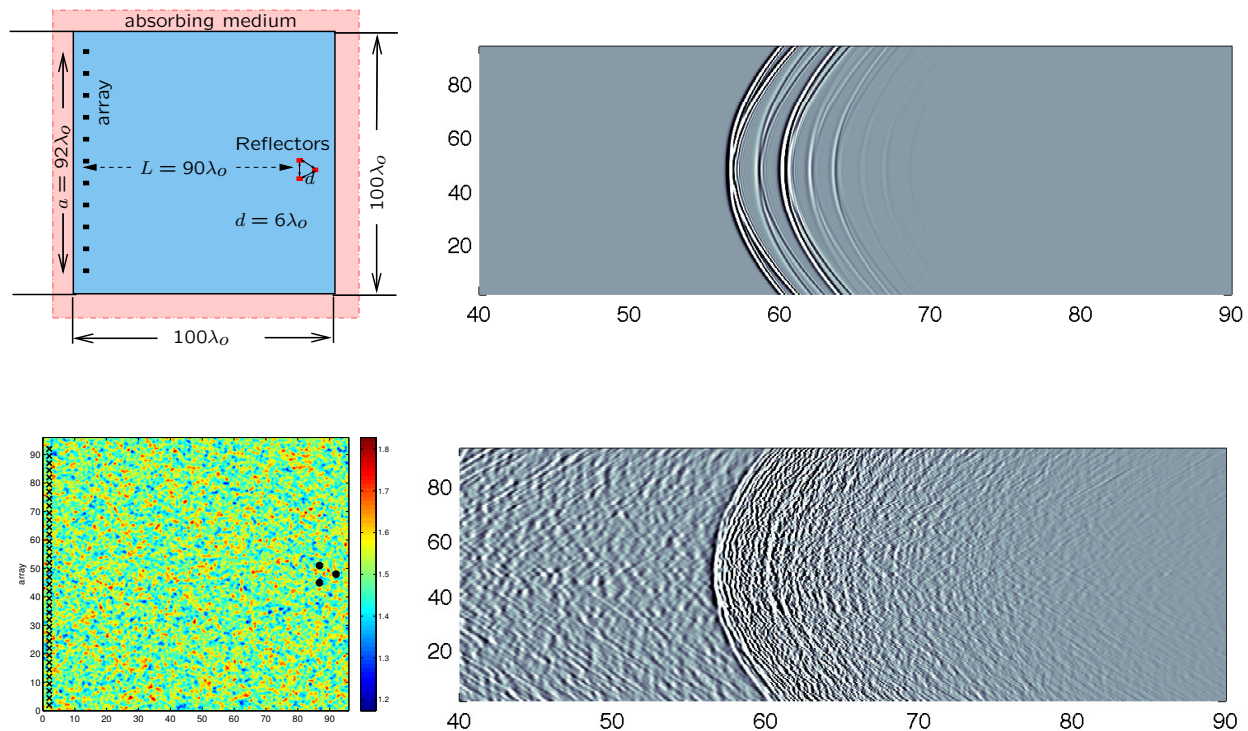 absorbing medium
array
a = 92λo
Reflectors
L = 90λo
d
d = 6λo
100λo
100λo
80
60
40
20
40 50 60 70 80 90
90
80
70
60
50
40
30
20
10
0
array
0 10 20 30 40 50 60 70 80 90
1.8
1.7
1.6
1.5
1.4
1.3
1.2
80
60
40
20
40 50 60 70 80 90